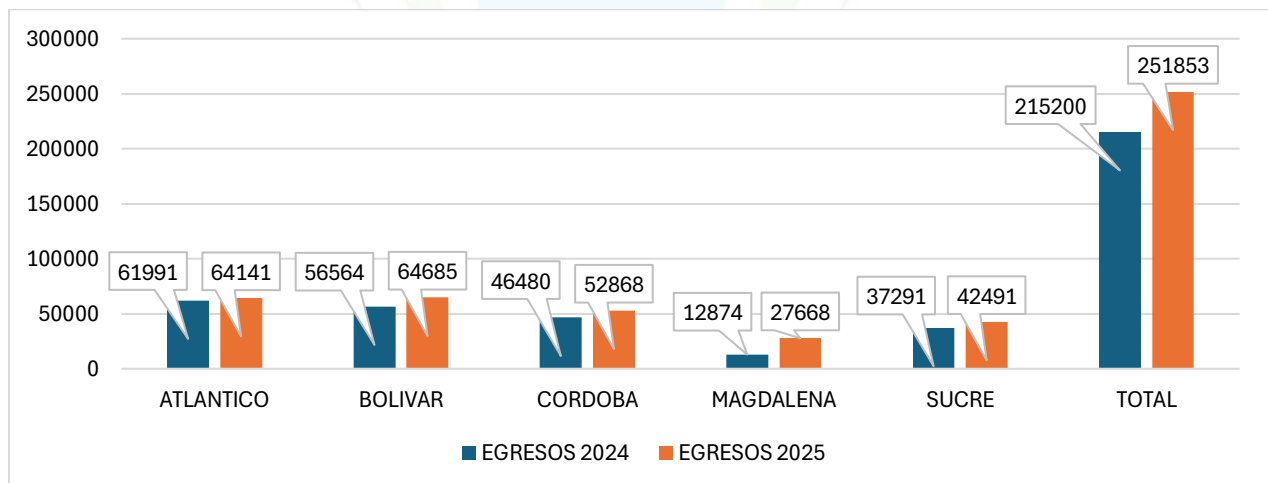 300000
250000
200000
150000
100000
50000
0
61991
64141
56564
64685
46480
52868
12874
27668
37291
42491
215200
251853
ATLANTICO
BOLIVAR
CORDOBA
MAGDALENA
SUCRE
TOTAL
EGRESOS 2024
EGRESOS 2025